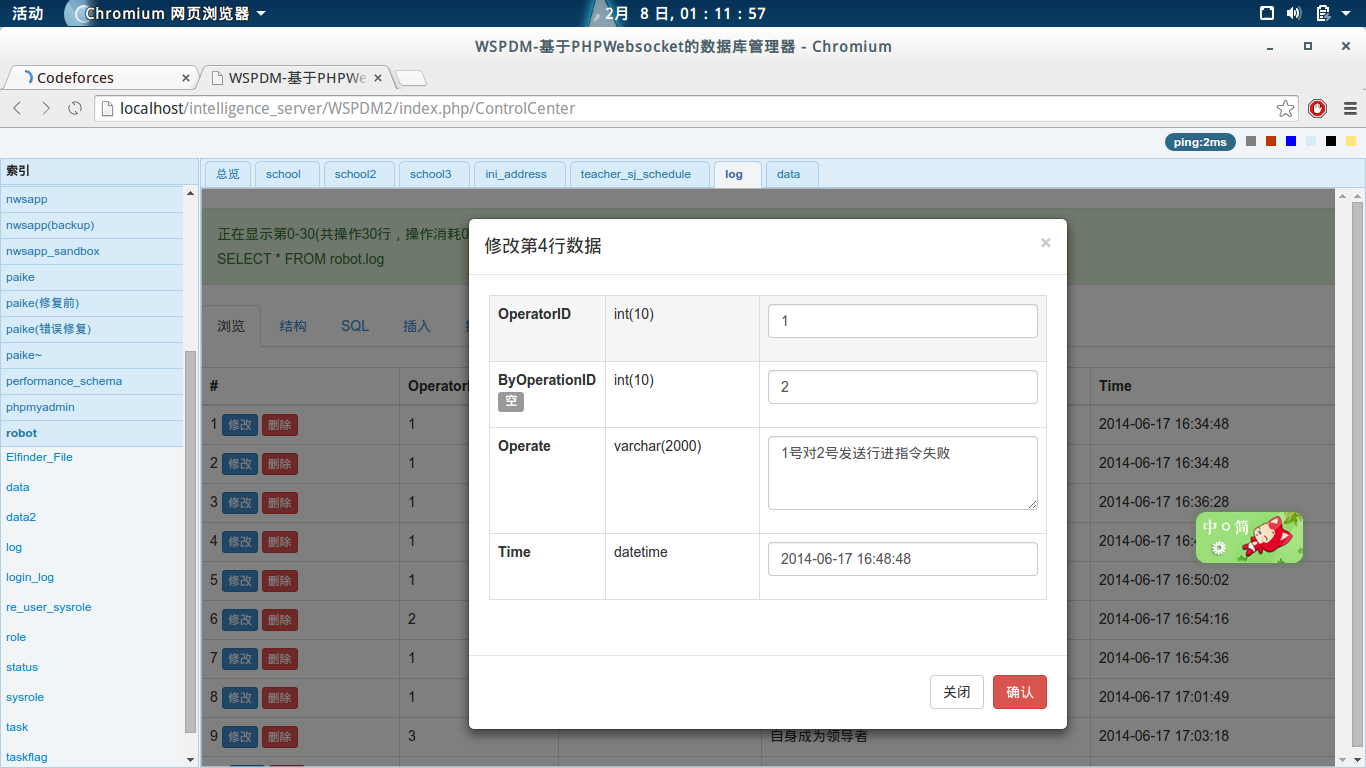 活动 Chromium 网页浏览器 2月 8 日, 01 : 11 : 57
WSPDM-基于PHPWebsocket的数据库管理器 - Chromium
Codeforces × WSPDM-基于PHPWe ×
localhost/intelligence_server/WSPDM2/index.php/ControlCenter
ping:2ms
索引
总览 school school2 school3 ini_address teacher_sj_schedule log data
nwsapp
nwsapp(backup)
nwsapp_sandbox
paike
paike(修复前)
paike(错误修复)
paike~
performance_schema
phpmyadmin
robot
Elfinder_File
data
data2
log
login_log
re_user_sysrole
role
status
sysrole
task
taskflag
正在显示第0-30(共操作30行，操作消耗0
SELECT * FROM robot.log
浏览 结构 SQL 插入
# Operator Time
1 修改 删除 1 2014-06-17 16:34:48
2 修改 删除 1 2014-06-17 16:34:48
3 修改 删除 1 2014-06-17 16:36:28
4 修改 删除 1 2014-06-17 16:4
5 修改 删除 1 2014-06-17 16:50:02
6 修改 删除 2 2014-06-17 16:54:16
7 修改 删除 1 2014-06-17 16:54:36
8 修改 删除 1 2014-06-17 17:01:49
9 修改 删除 3 自身成为领导者 2014-06-17 17:03:18
修改第4行数据 ×
OperatorID int(10) 1
ByOperationID int(10) 2
空
Operate varchar(2000) 1号对2号发送行进指令失败
Time datetime 2014-06-17 16:48:48
关闭 确认
中 简